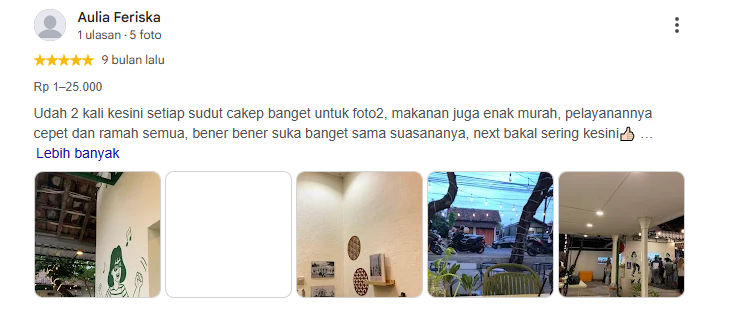 Aulia Feriska
1 ulasan · 5 foto
9 bulan lalu
Rp 1–25.000
Udah 2 kali kesini setiap sudut cakep banget untuk foto2, makanan juga enak murah, pelayanannya
cepet dan ramah semua, bener bener suka banget sama suasananya, next bakal sering kesini👍🏻 …
Lebih banyak